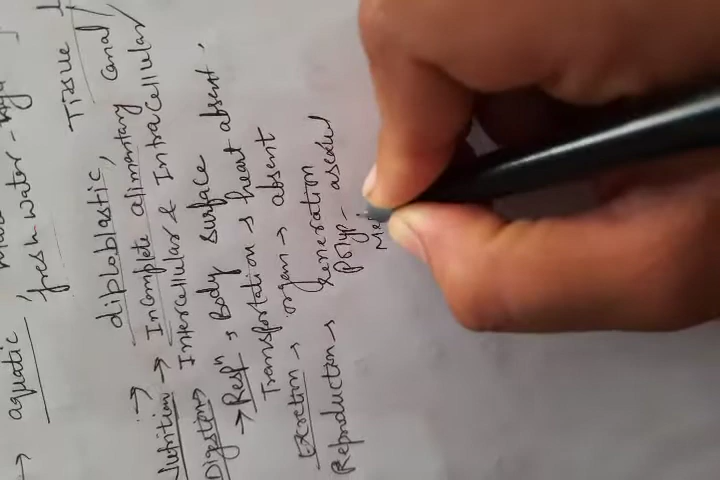 → aquatic,
fresh water -
Tissue
→ diploblastic,
Nutrition → Incomplete alimentary canal
Digestion Intercellular & Intracellular
→ Respⁿ → Body surface.
Transportation → heart absent.
Excretion → organ → absent
Reproduction → Generation
polyp - asexual
Me